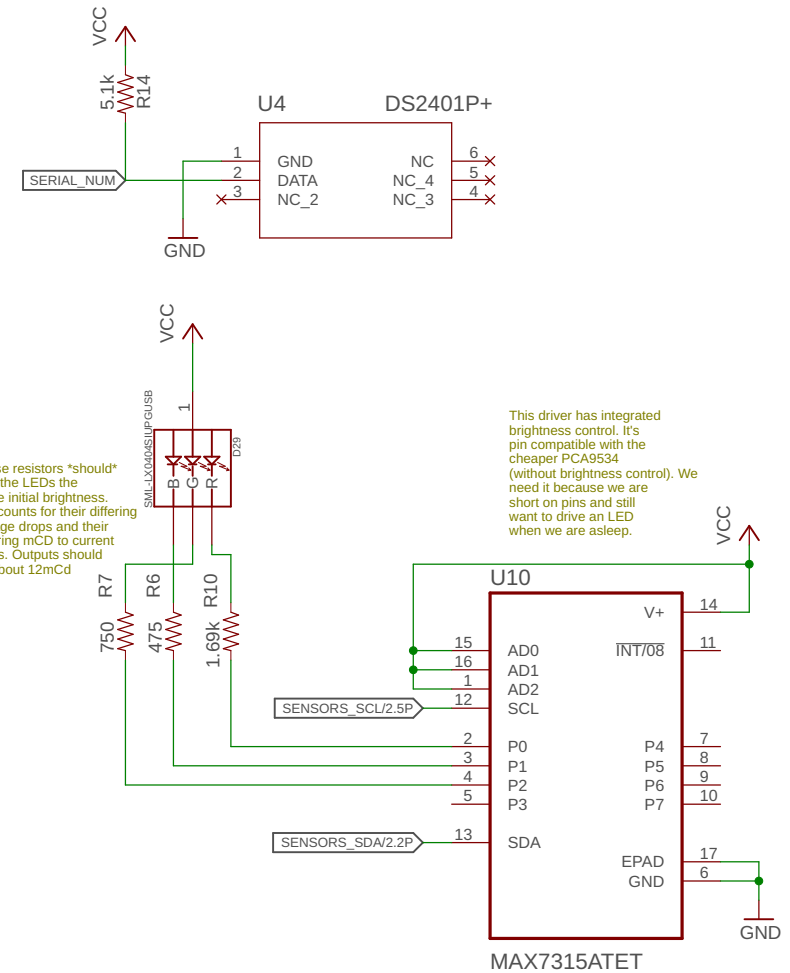 VCC
5.1k
R14
U4
DS2401P+
SERIAL_NUM
1
GND
2
DATA
3
NC_2
NC
6
NC_4
5
NC_3
4
GND
VCC
1
SML-LX0404SIUPGUSB
D29
B
G
R
resistors *should*
the LEDs the
initial brightness.
for their differing
drops and their
mCD to current
Outputs should
12mCd
R7
750
R6
475
R10
1.69k
This driver has integrated
brightness control. It's
pin compatible with the
cheaper PCA9534
(without brightness control). We
need it because we are
short on pins and still
want to drive an LED
when we are asleep.
VCC
U10
V+
14
INT/08
11
15
AD0
16
AD1
1
AD2
12
SCL
SENSORS_SCL/2.5P
2
P0
3
P1
4
P2
5
P3
P4
7
P5
8
P6
9
P7
10
SENSORS_SDA/2.2P
13
SDA
EPAD
17
GND
6
GND
MAX7315ATET